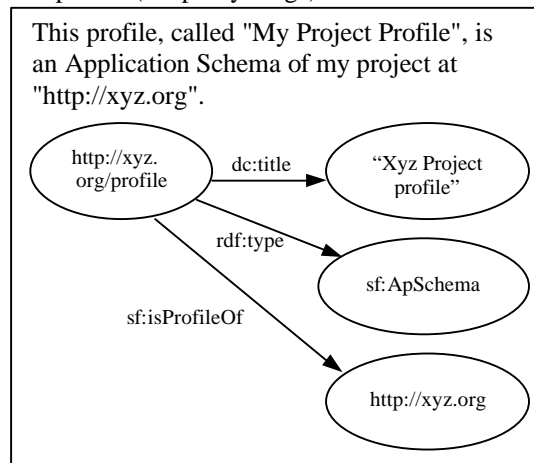 This profile, called "My Project Profile", is
an Application Schema of my project at
"http://xyz.org".
http://xyz.
org/profile
dc:title
“Xyz Project
profile”
rdf:type
sf:ApSchema
sf:isProfileOf
http://xyz.org